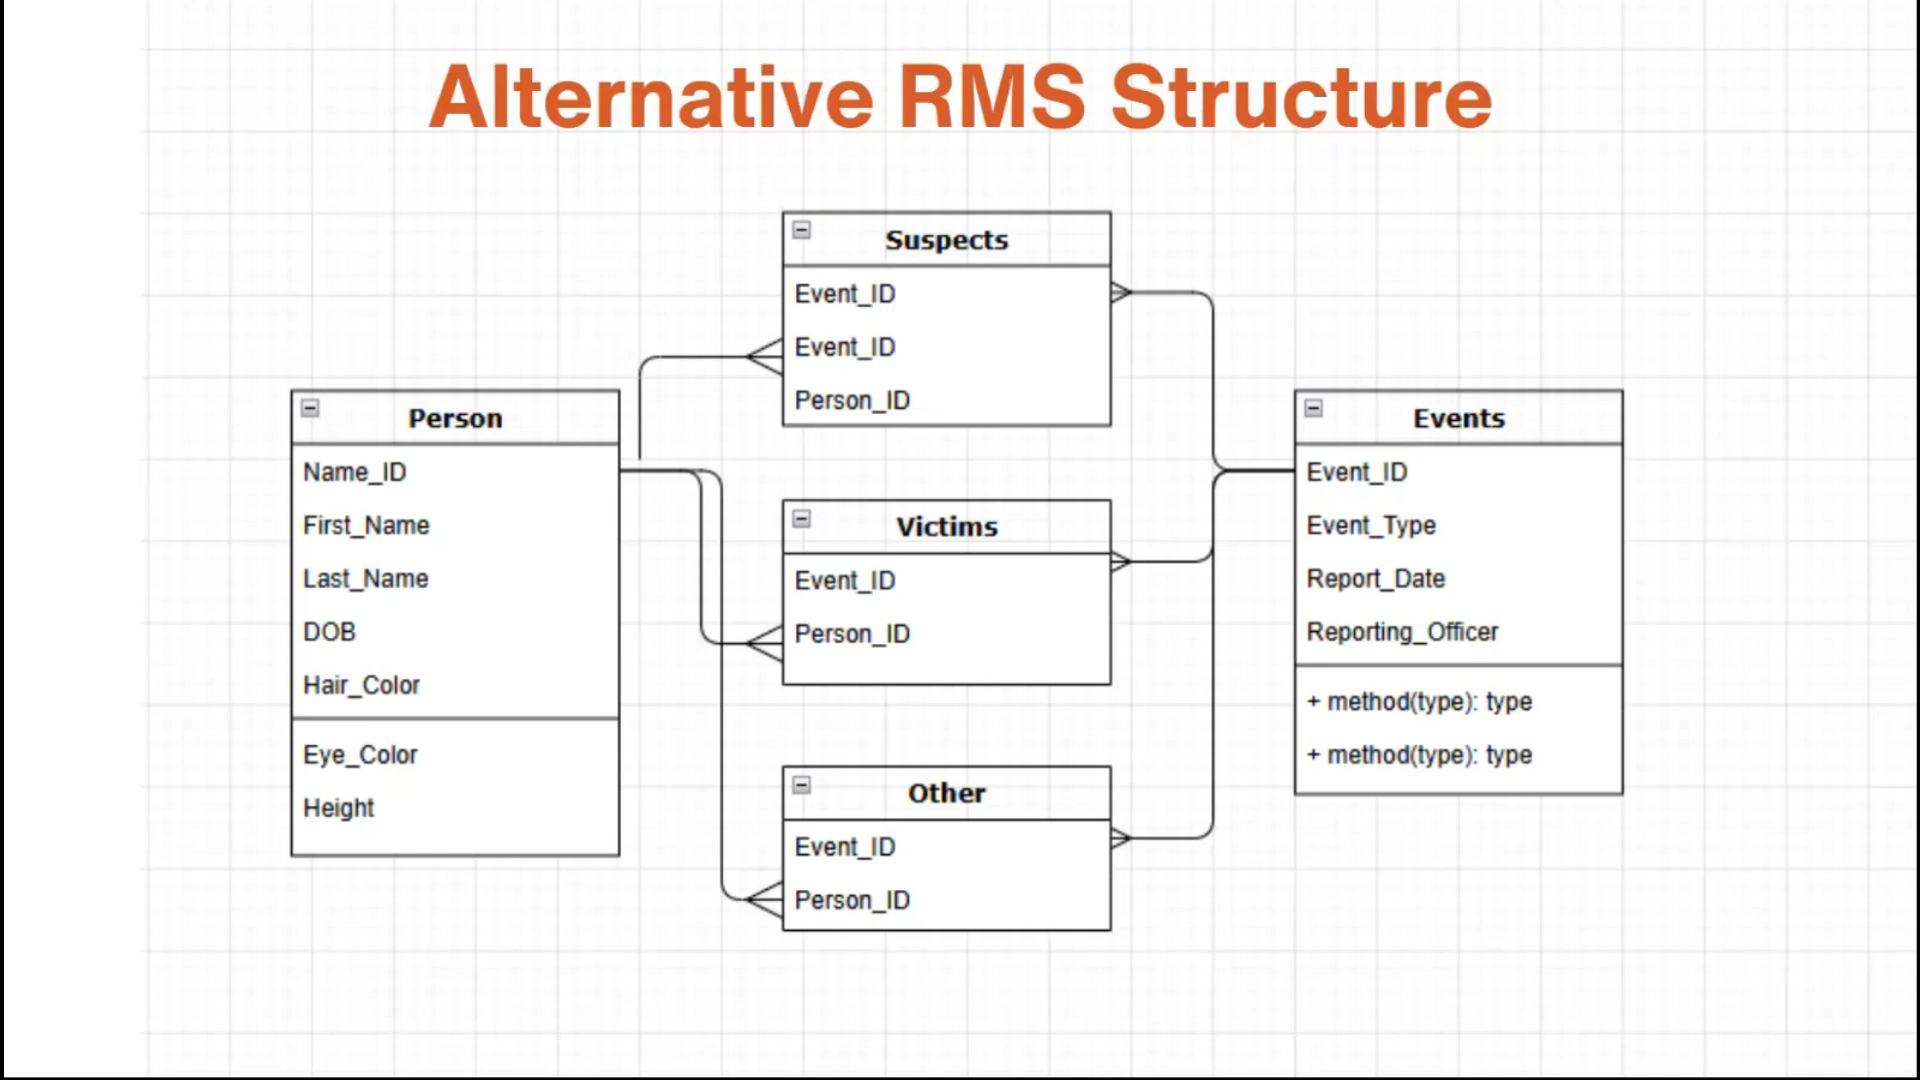 Alternative RMS Structure
Suspects
Event_ID
Event_ID
Person_ID
Person
Name_ID
First_Name
Last_Name
DOB
Hair_Color
Eye_Color
Height
Victims
Event_ID
Person_ID
Other
Event_ID
Person_ID
Events
Event_ID
Event_Type
Report_Date
Reporting_Officer
+ method(type): type
+ method(type): type